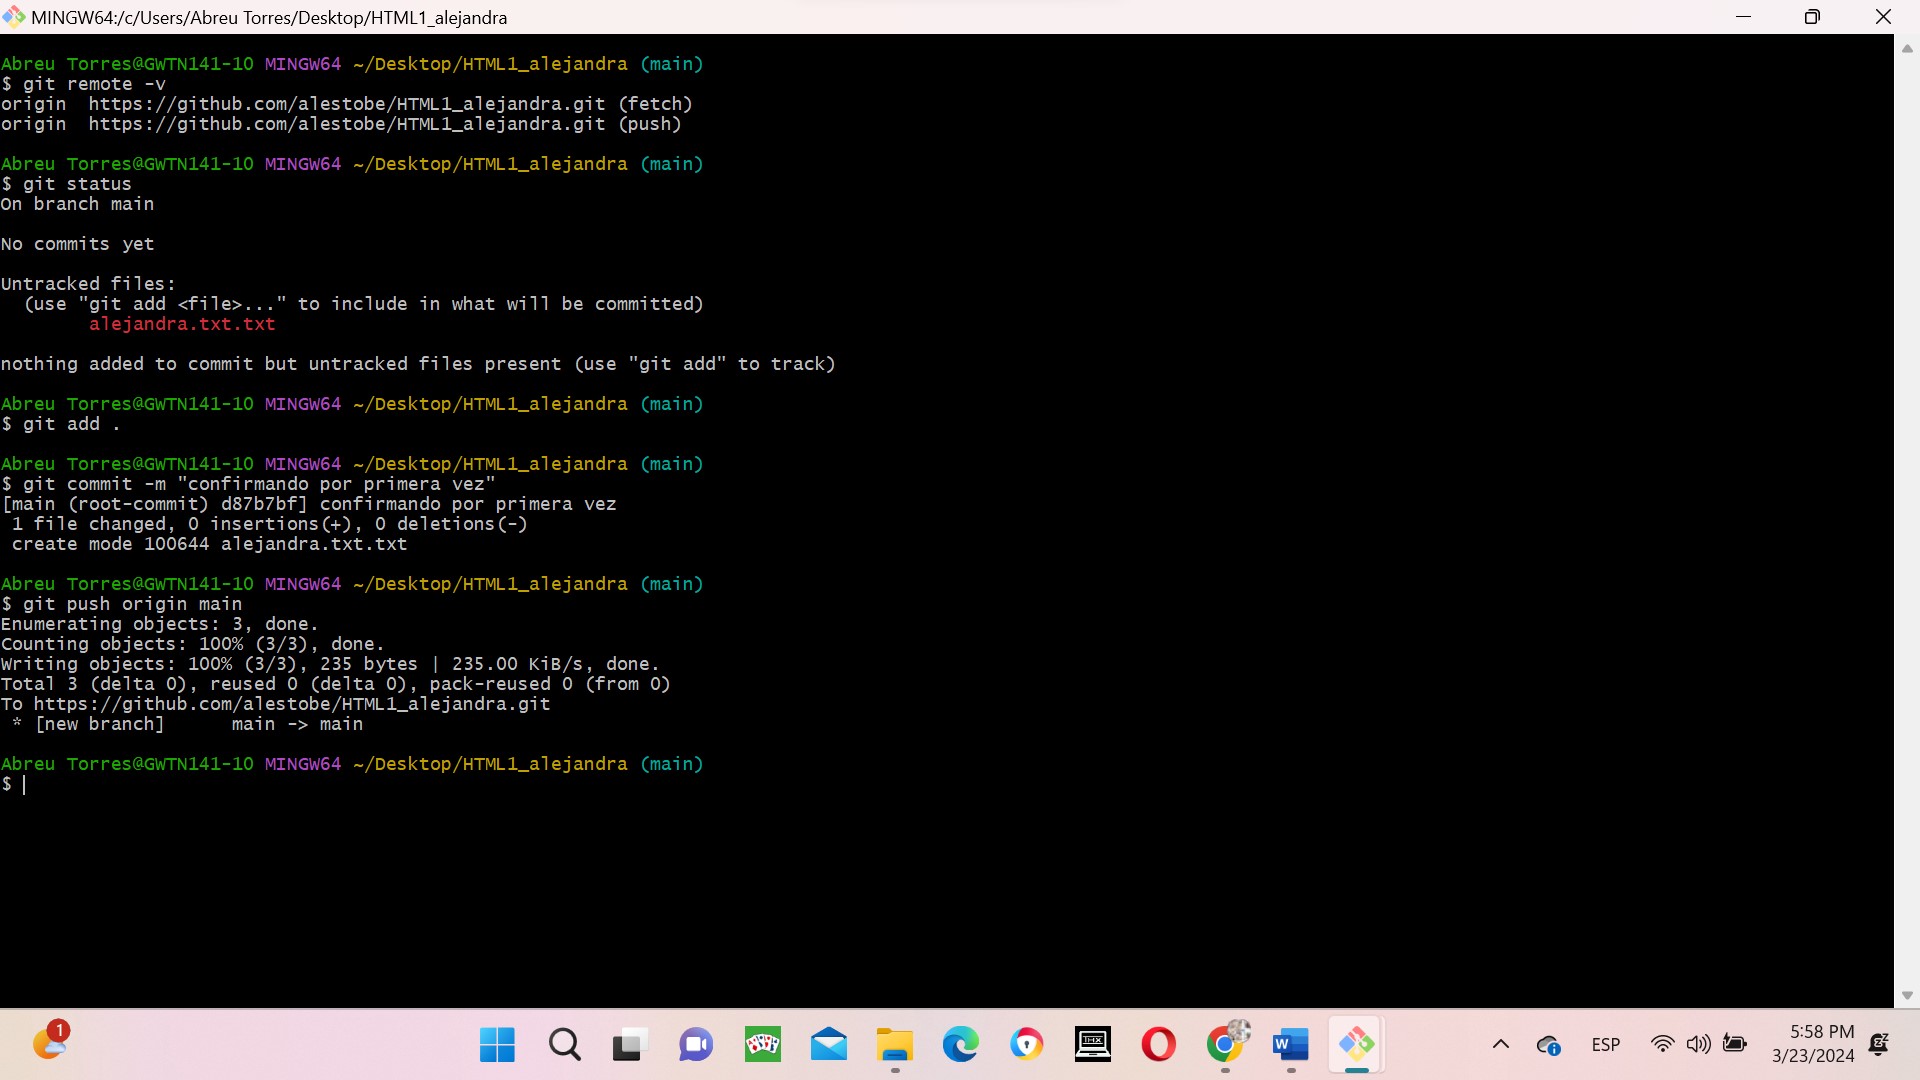 MINGW64:/c/Users/Abreu Torres/Desktop/HTML1_alejandra
Abreu Torres@GWTN141-10 MINGW64 ~/Desktop/HTML1_alejandra (main)
$ git remote -v
origin  https://github.com/alestobe/HTML1_alejandra.git (fetch)
origin  https://github.com/alestobe/HTML1_alejandra.git (push)
Abreu Torres@GWTN141-10 MINGW64 ~/Desktop/HTML1_alejandra (main)
$ git status
On branch main
No commits yet
Untracked files:
  (use "git add <file>..." to include in what will be committed)
        alejandra.txt.txt
nothing added to commit but untracked files present (use "git add" to track)
Abreu Torres@GWTN141-10 MINGW64 ~/Desktop/HTML1_alejandra (main)
$ git add .
Abreu Torres@GWTN141-10 MINGW64 ~/Desktop/HTML1_alejandra (main)
$ git commit -m "confirmando por primera vez"
[main (root-commit) d87b7bf] confirmando por primera vez
 1 file changed, 0 insertions(+), 0 deletions(-)
 create mode 100644 alejandra.txt.txt
Abreu Torres@GWTN141-10 MINGW64 ~/Desktop/HTML1_alejandra (main)
$ git push origin main
Enumerating objects: 3, done.
Counting objects: 100% (3/3), done.
Writing objects: 100% (3/3), 235 bytes | 235.00 KiB/s, done.
Total 3 (delta 0), reused 0 (delta 0), pack-reused 0 (from 0)
To https://github.com/alestobe/HTML1_alejandra.git
 * [new branch]      main -> main
Abreu Torres@GWTN141-10 MINGW64 ~/Desktop/HTML1_alejandra (main)
$
1
THX
W
ESP
5:58 PM
3/23/2024